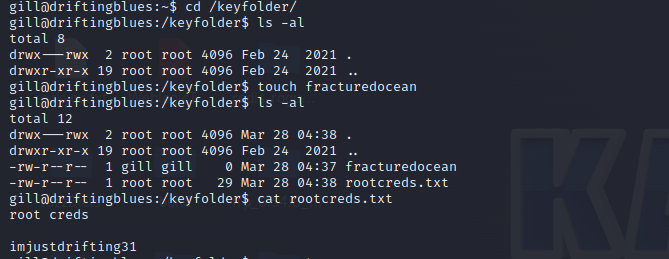 gill@driftingblues:~$ cd /keyfolder/
gill@driftingblues:/keyfolder$ ls -al
total 8
drwx---rwx  2 root root 4096 Feb 24  2021 .
drwxr-xr-x 19 root root 4096 Feb 24  2021 ..
gill@driftingblues:/keyfolder$ touch fracturedocean
gill@driftingblues:/keyfolder$ ls -al
total 12
drwx---rwx  2 root root 4096 Mar 28 04:38 .
drwxr-xr-x 19 root root 4096 Feb 24  2021 ..
-rw-r--r--  1 gill gill    0 Mar 28 04:37 fracturedocean
-rw-r--r--  1 root root   29 Mar 28 04:38 rootcreds.txt
gill@driftingblues:/keyfolder$ cat rootcreds.txt
root creds

imjustdrifting31